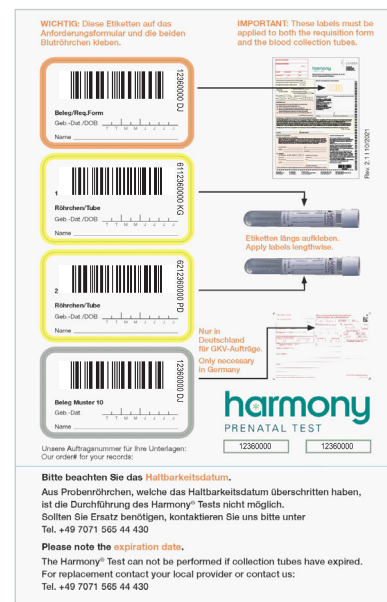 WICHTIG: Diese Etiketten auf das
Anforderungsformular und die beiden
Blutröhrchen kleben.
IMPORTANT: These labels must be
applied to both the requisition form
and the blood collection tubes.
12360000 DJ
Beleg/Req.Form
Geb.-Dat./DOB
T T M M J J J J
Name
harmony
Rev. 2.1 10/2021
6112360000 KG
1
Röhrchen/Tube
Geb.-Dat./DOB
T T M M J J J J
Name
Etiketten längs aufkleben.
Apply labels lengthwise.
6212360000 PD
2
Röhrchen/Tube
Geb.-Dat./DOB
T T M M J J J J
Name
Nur in
Deutschland
für GKV-Aufträge.
Only necessary
in Germany
12360000 DJ
Beleg Muster 10
Geb.-Dat.
T T M M J J J J
Name
harmony
PRENATAL TEST
Unsere Auftragsnummer für Ihre Unterlagen:
Our order# for your records:
12360000
12360000
Bitte beachten Sie das Haltbarkeitsdatum.
Aus Probenröhrchen, welche das Haltbarkeitsdatum überschritten haben,
ist die Durchführung des Harmony® Tests nicht möglich.
Sollten Sie Ersatz benötigen, kontaktieren Sie uns bitte unter
Tel. +49 7071 565 44 430
Please note the expiration date.
The Harmony® Test can not be performed if collection tubes have expired.
For replacement contact your local provider or contact us:
Tel. +49 7071 565 44 430